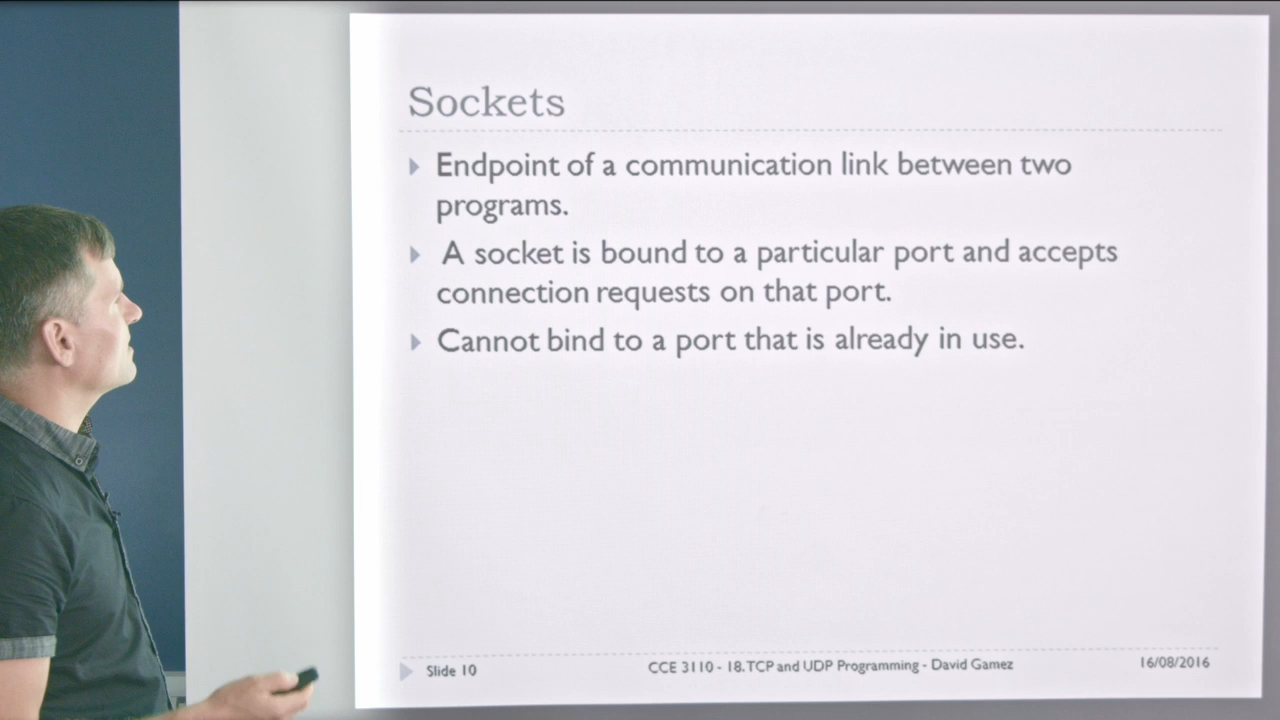 Sockets
Endpoint of a communication link between two
programs.
A socket is bound to a particular port and accepts
connection requests on that port.
Cannot bind to a port that is already in use.
Slide 10
CCE 3110 - 18. TCP and UDP Programming - David Gamez
16/08/2016